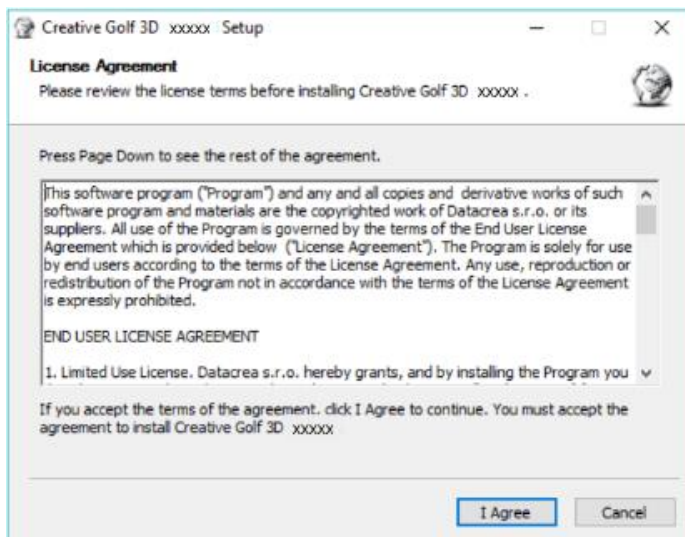 Creative Golf 3D xxxxx Setup
License Agreement
Please review the license terms before installing Creative Golf 3D xxxxx .
Press Page Down to see the rest of the agreement.
This software program ("Program") and any and all copies and derivative works of such
software program and materials are the copyrighted work of Datacrea s.r.o. or its
suppliers. All use of the Program is governed by the terms of the End User License
Agreement which is provided below ("License Agreement"). The Program is solely for use
by end users according to the terms of the License Agreement. Any use, reproduction or
redistribution of the Program not in accordance with the terms of the License Agreement
is expressly prohibited.
END USER LICENSE AGREEMENT
1. Limited Use License. Datacrea s.r.o. hereby grants, and by installing the Program you
If you accept the terms of the agreement, click I Agree to continue. You must accept the
agreement to install Creative Golf 3D xxxxx
I Agree Cancel